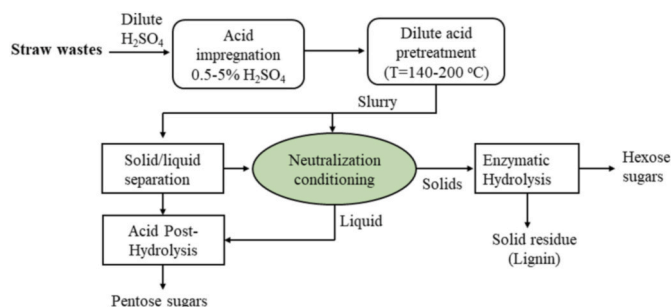 Dilute
H₂SO₄
Straw wastes
Acid
impregnation
0.5-5% H₂SO₄
Dilute acid
pretreatment
(T=140-200 ºC)
Slurry
Solid/liquid
separation
Neutralization
conditioning
Solids
Enzymatic
Hydrolysis
Hexose
sugars
Liquid
Acid Post-
Hydrolysis
Solid residue
(Lignin)
Pentose sugars